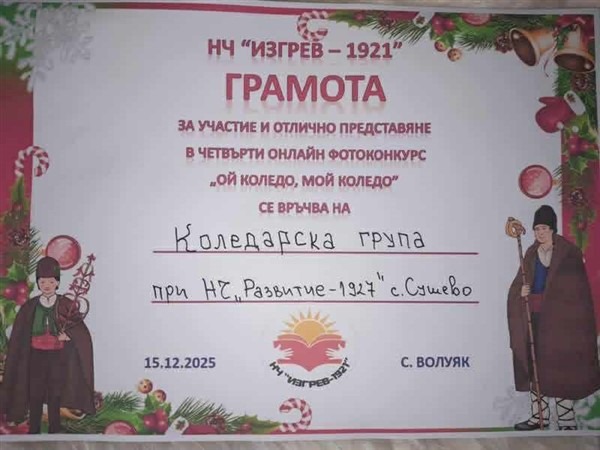 НЧ "ИЗГРЕВ – 1921"
ГРАМОТА
ЗА УЧАСТИЕ И ОТЛИЧНО ПРЕДСТАВЯНЕ
В ЧЕТВЪРТИ ОНЛАЙН ФОТОКОНКУРС
„ОЙ КОЛЕДО, МОЙ КОЛЕДО"
СЕ ВРЪЧВА НА
Коледарска група
при НЧ „Развитие-1927" с. Сушево
15.12.2025
НЧ "ИЗГРЕВ-1921"
С. ВОЛУЯК